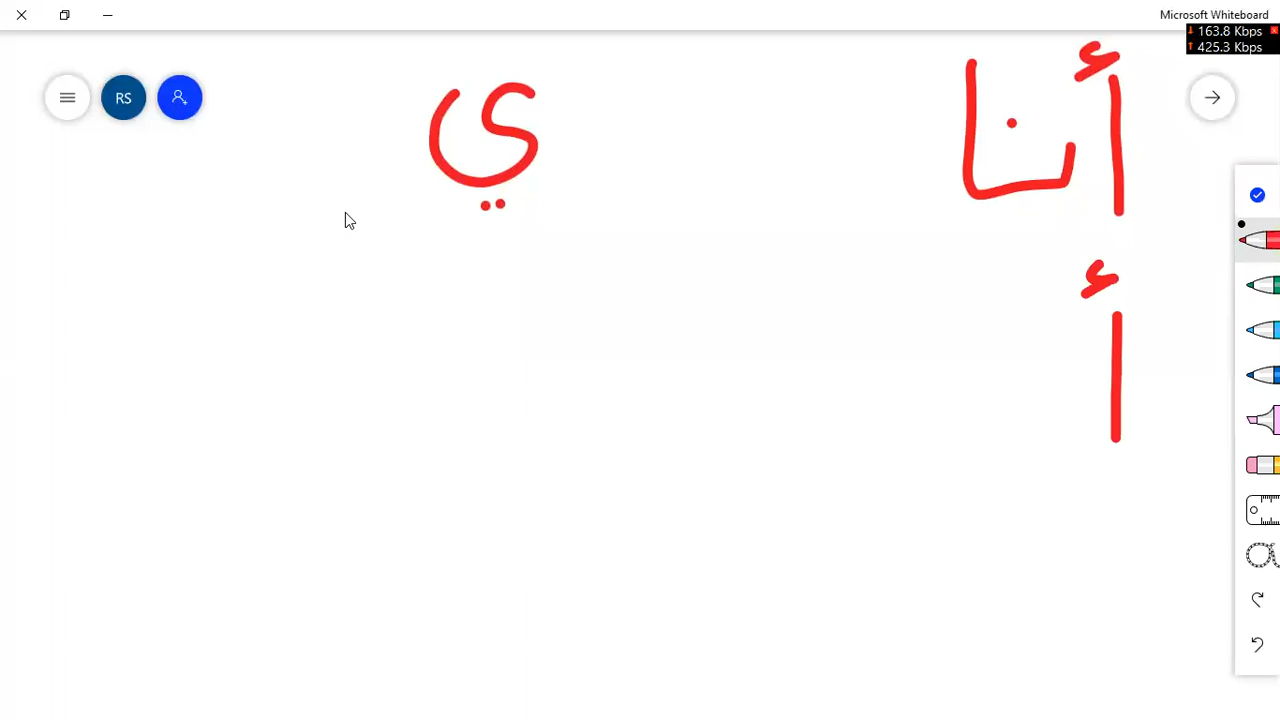 Microsoft Whiteboard
163.8 Kbps
425.3 Kbps
RS
أنا ي
أ